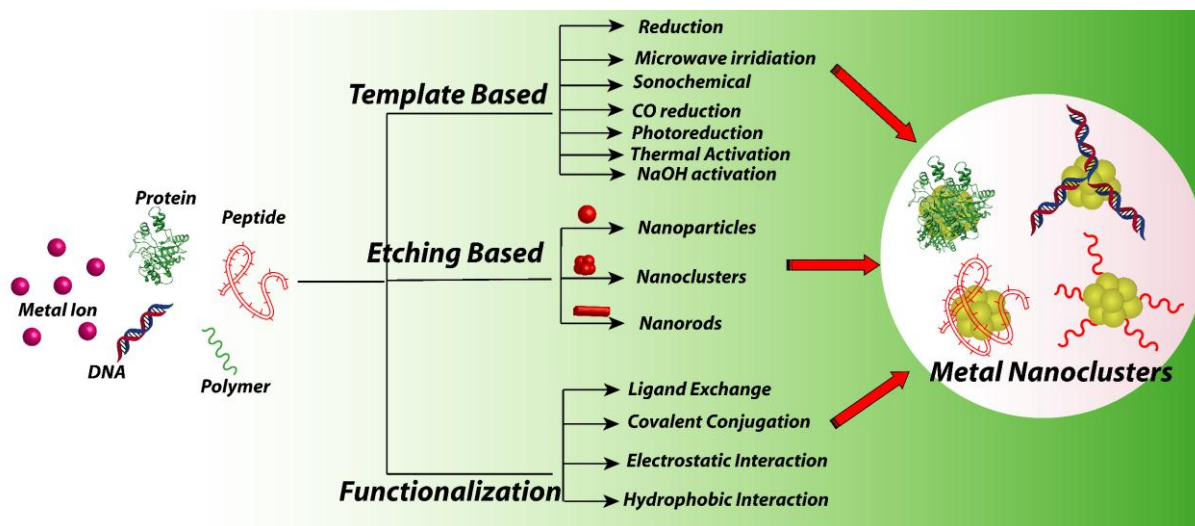 Protein
Peptide
Metal Ion
DNA
Polymer
Template Based
Reduction
Microwave irridiation
Sonochemical
CO reduction
Photoreduction
Thermal Activation
NaOH activation
Etching Based
Nanoparticles
Nanoclusters
Nanorods
Functionalization
Ligand Exchange
Covalent Conjugation
Electrostatic Interaction
Hydrophobic Interaction
Metal Nanoclusters